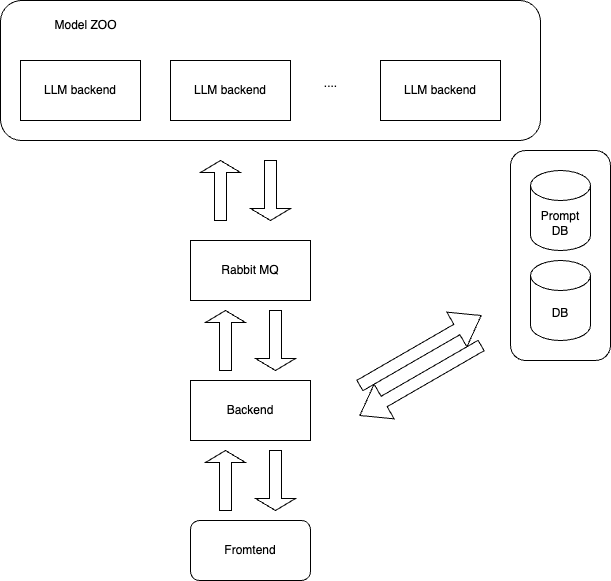 Model ZOO
LLM backend
LLM backend
....
LLM backend
Prompt
DB
Rabbit MQ
DB
Backend
Fromtend